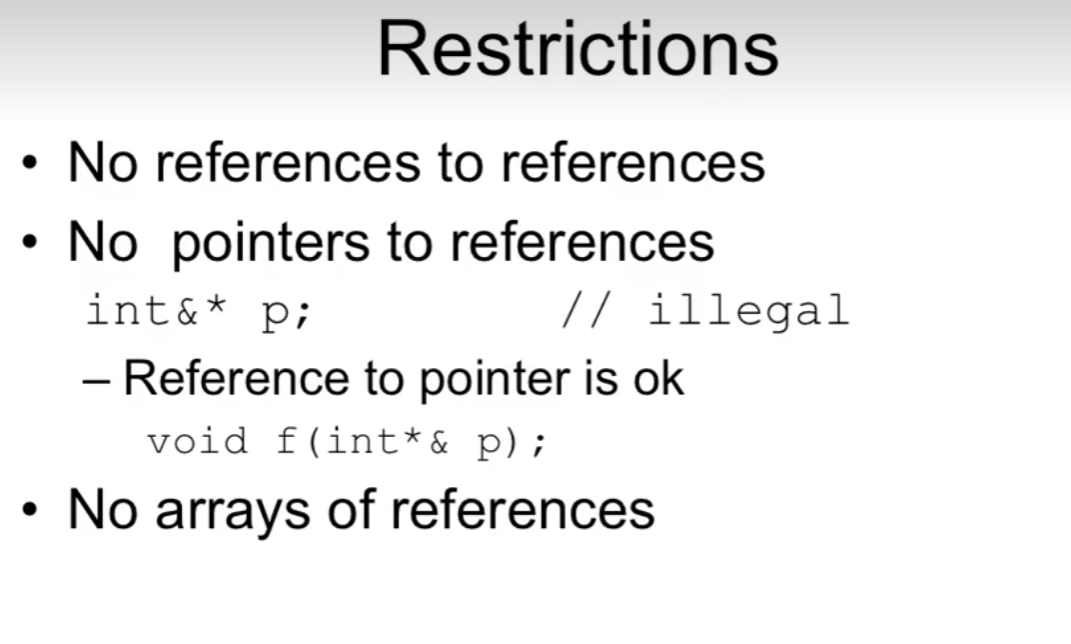 Restrictions
• No references to references
• No  pointers to references
int&* p;          // illegal
– Reference to pointer is ok
void f(int*& p);
• No arrays of references